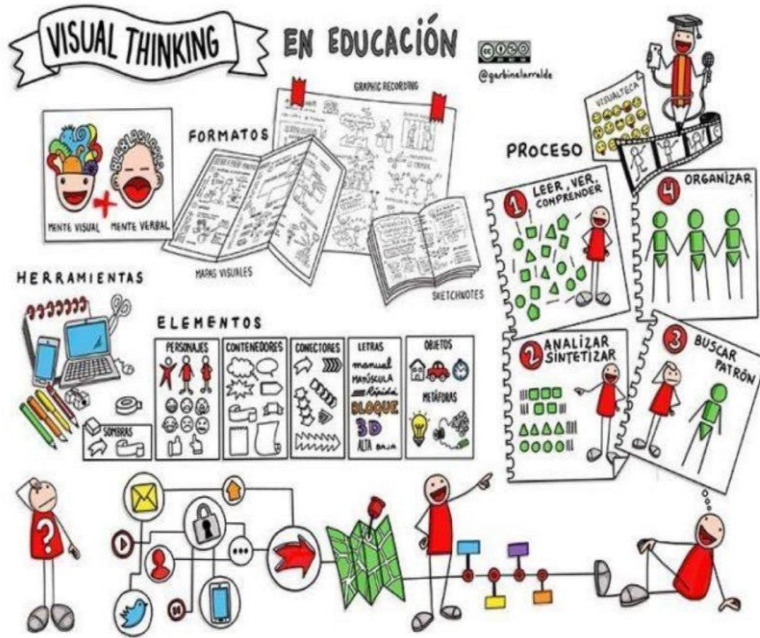 VISUAL THINKING
EN EDUCACIÓN
@garbinelarralde
GRAPHIC RECORDING
FORMATOS
MENTE VISUAL
MENTE VERBAL
MAPAS VISUALES
SKETCHNOTES
PROCESO
VISUALTECA
1 LEER, VER,
COMPRENDER
4 ORGANIZAR
2 ANALIZAR
SINTETIZAR
3 BUSCAR
PATRÓN
HERRAMIENTAS
ELEMENTOS
SOMBRAS
PERSONAJES
CONTENEDORES
CONECTORES
LETRAS
manual
MAYÚSCULA
Rápida
BLOQUE
3D
ALTA BAJA
OBJETOS
METÁFORAS
?